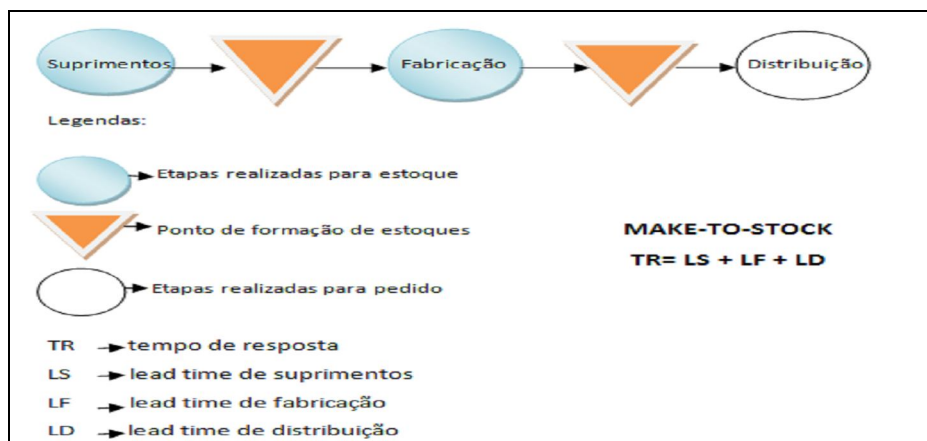 Suprimentos Fabricação Distribuição
Legendas:
Etapas realizadas para estoque
Ponto de formação de estoques
MAKE-TO-STOCK
TR= LS + LF + LD
Etapas realizadas para pedido
TR tempo de resposta
LS lead time de suprimentos
LF lead time de fabricação
LD lead time de distribuição